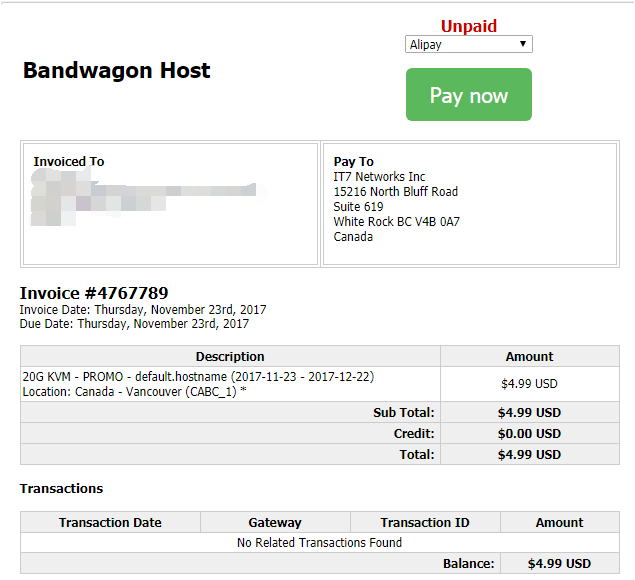 Unpaid
Alipay
Bandwagon Host
Pay now
Invoiced To
Pay To
IT7 Networks Inc
15216 North Bluff Road
Suite 619
White Rock BC V4B 0A7
Canada
Invoice #4767789
Invoice Date: Thursday, November 23rd, 2017
Due Date: Thursday, November 23rd, 2017
Description Amount
20G KVM - PROMO - default.hostname (2017-11-23 - 2017-12-22)
Location: Canada - Vancouver (CABC_1) *
$4.99 USD
Sub Total: $4.99 USD
Credit: $0.00 USD
Total: $4.99 USD
Transactions
Transaction Date Gateway Transaction ID Amount
No Related Transactions Found
Balance: $4.99 USD